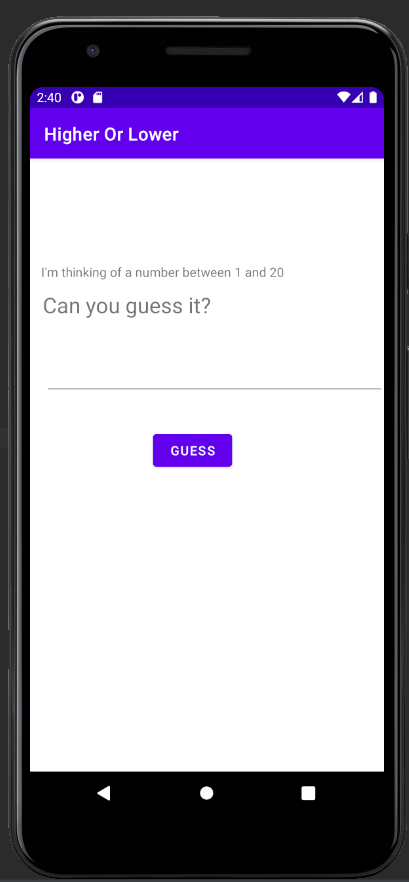 2:40
Higher Or Lower
I'm thinking of a number between 1 and 20
Can you guess it?
GUESS